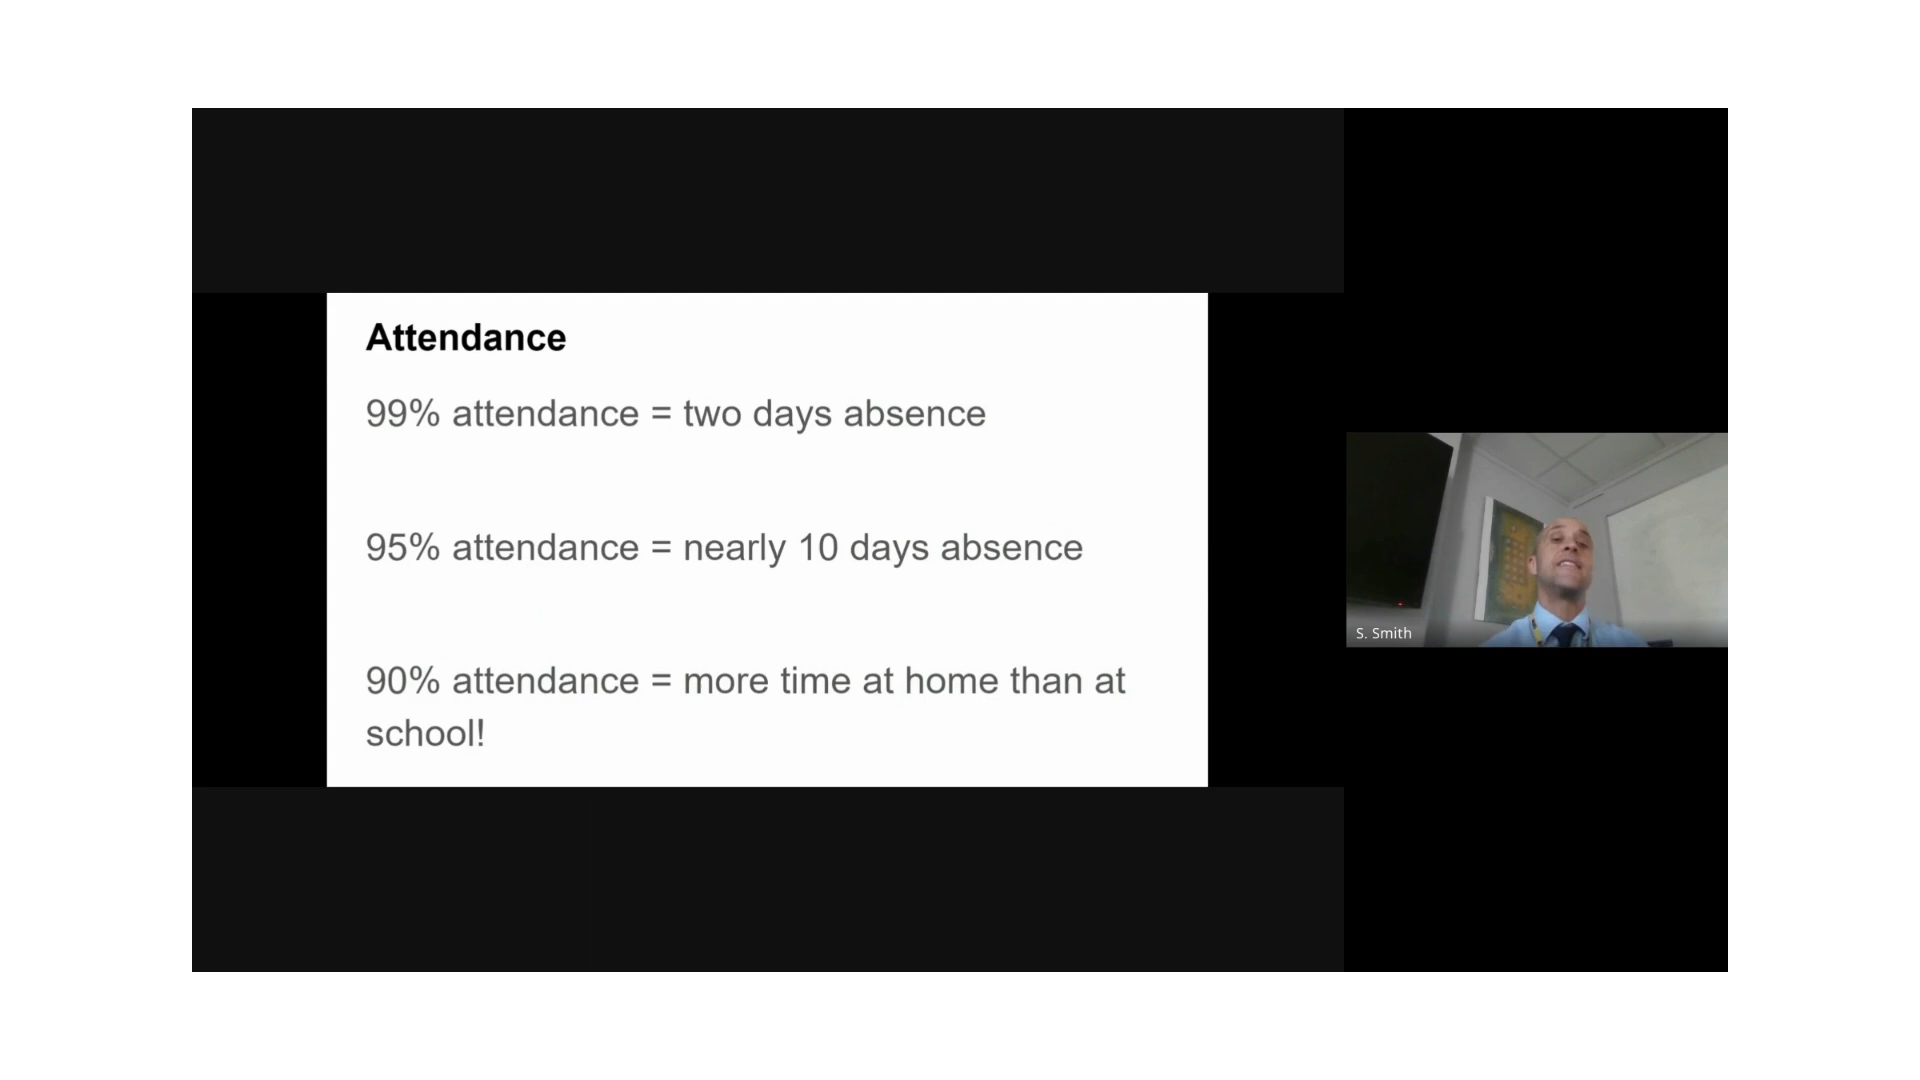 Attendance
99% attendance = two days absence
95% attendance = nearly 10 days absence
90% attendance = more time at home than at
school!
S. Smith